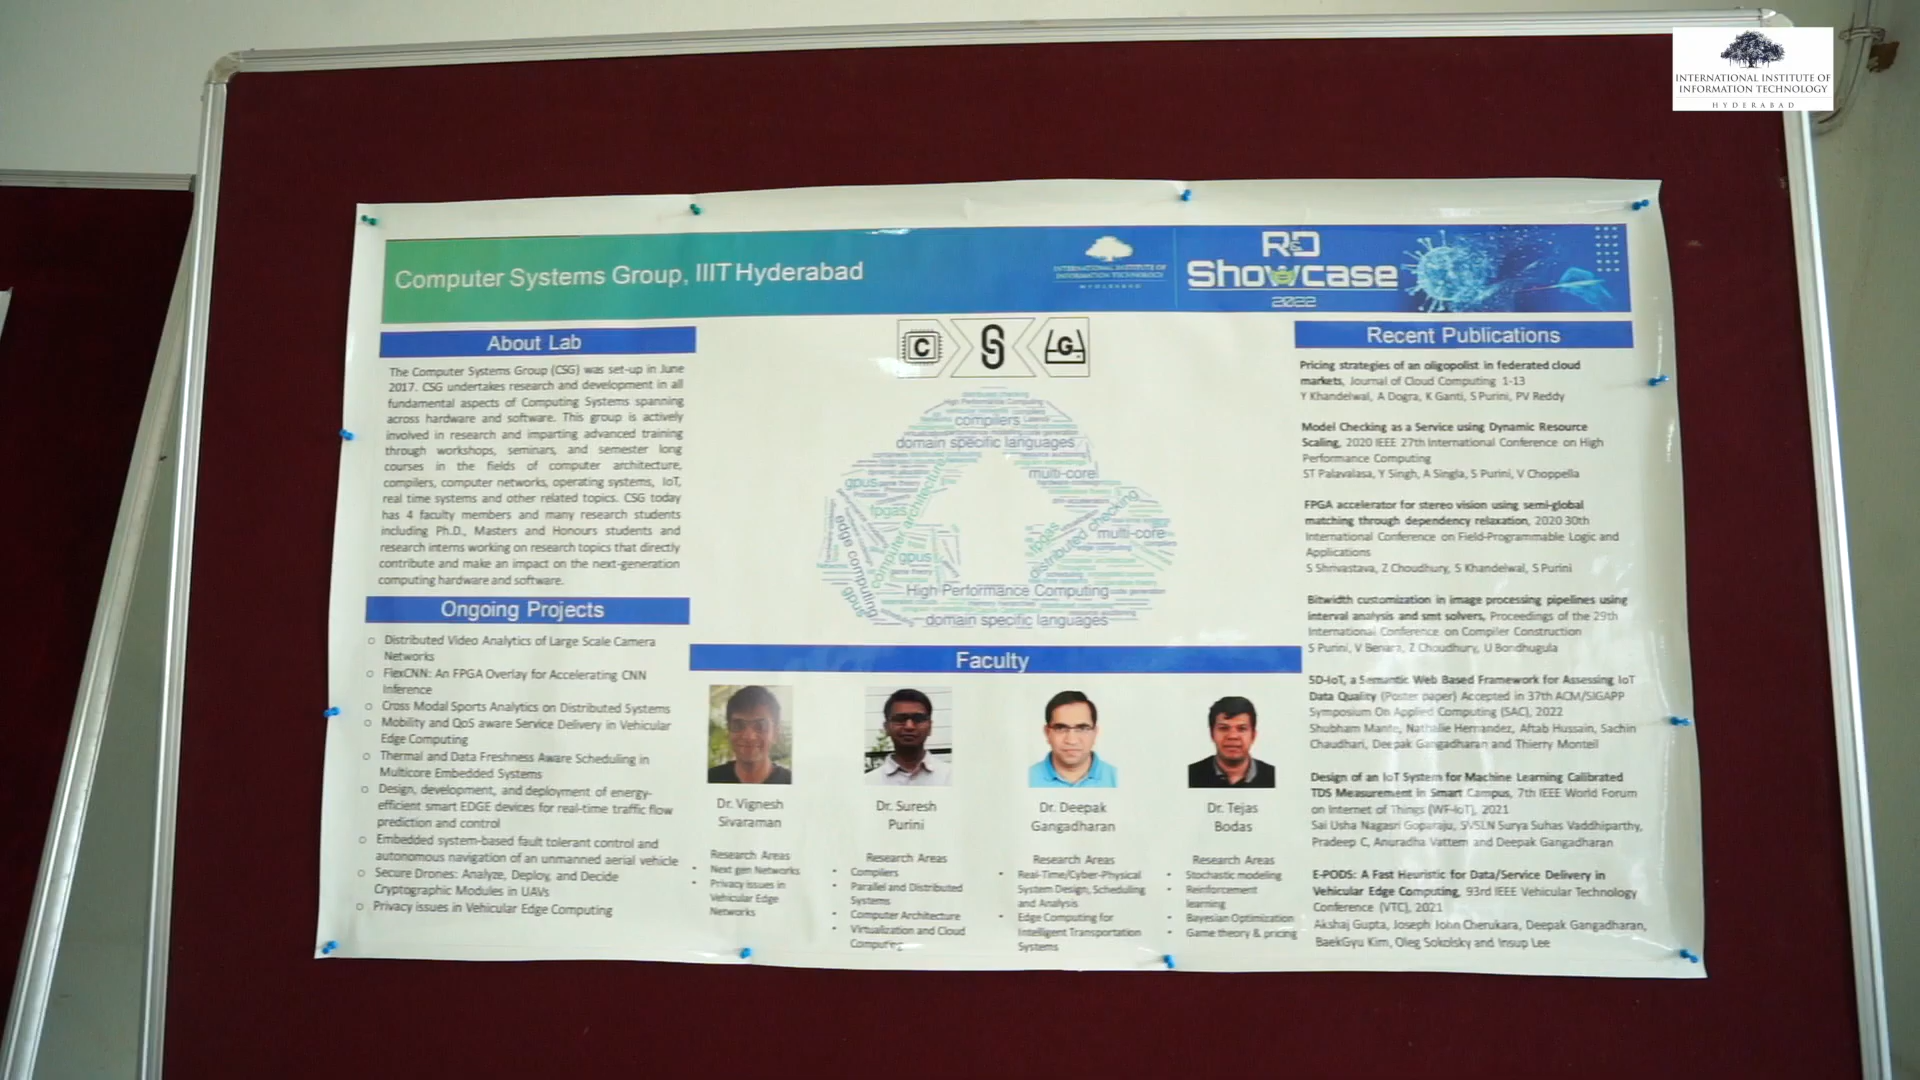 INTERNATIONAL INSTITUTE OF
INFORMATION TECHNOLOGY
HYDERABAD
Computer Systems Group, IIIT Hyderabad
INTERNATIONAL INSTITUTE OF
INFORMATION TECHNOLOGY
HYDERABAD
R&D
Showcase
2022
About Lab
The Computer Systems Group (CSG) was set-up in June
2017. CSG undertakes research and development in all
fundamental aspects of Computing Systems spanning
across hardware and software. This group is actively
involved in research and imparting advanced training
through workshops, seminars, and semester long
courses in the fields of computer architecture,
compilers, computer networks, operating systems, IoT,
real time systems and other related topics. CSG today
has 4 faculty members and many research students
including Ph.D., Masters and Honours students and
research interns working on research topics that directly
contribute and make an impact on the next-generation
computing hardware and software.
Ongoing Projects
Distributed Video Analytics of Large Scale Camera
Networks
FlexCNN: An FPGA Overlay for Accelerating CNN
Inference
Cross Modal Sports Analytics on Distributed Systems
Mobility and QoS aware Service Delivery in Vehicular
Edge Computing
Thermal and Data Freshness Aware Scheduling in
Multicore Embedded Systems
Design, development, and deployment of energy-
efficient smart EDGE devices for real-time traffic flow
prediction and control
Embedded system-based fault tolerant control and
autonomous navigation of an unmanned aerial vehicle
Secure Drones: Analyze, Deploy, and Decide
Cryptographic Modules in UAVs
Privacy issues in Vehicular Edge Computing
C S G
High Performance Computing
compilers
domain specific languages
multi-core
gpus
fpgas
computer architecture
edge computing
gpus
gpus
fpgas
distributed checking
multi-core
High Performance Computing
domain specific languages
Faculty
Dr. Vignesh
Sivaraman
Research Areas
• Next gen Networks
• Privacy issues in
Vehicular Edge
Networks
Dr. Suresh
Purini
Research Areas
• Compilers
• Parallel and Distributed
Systems
• Computer Architecture
• Virtualization and Cloud
Computing
Dr. Deepak
Gangadharan
Research Areas
• Real-Time/Cyber-Physical
System Design, Scheduling
and Analysis
• Edge Computing for
Intelligent Transportation
Systems
Dr. Tejas
Bodas
Research Areas
• Stochastic modeling
• Reinforcement
learning
• Bayesian Optimization
• Game theory & pricing
Recent Publications
Pricing strategies of an oligopolist in federated cloud
markets, Journal of Cloud Computing 1-13
Y Khandelwal, A Dogra, K Ganti, S Purini, PV Reddy
Model Checking as a Service using Dynamic Resource
Scaling, 2020 IEEE 27th International Conference on High
Performance Computing
ST Palavalasa, Y Singh, A Singla, S Purini, V Choppella
FPGA accelerator for stereo vision using semi-global
matching through dependency relaxation, 2020 30th
International Conference on Field-Programmable Logic and
Applications
S Shrivastava, Z Choudhury, S Khandelwal, S Purini
Bitwidth customization in image processing pipelines using
interval analysis and smt solvers, Proceedings of the 29th
International Conference on Compiler Construction
S Purini, V Benara, Z Choudhury, U Bondhugula
SD-IoT, a Semantic Web Based Framework for Assessing IoT
Data Quality (Poster paper) Accepted in 37th ACM/SIGAPP
Symposium On Applied Computing (SAC), 2022
Shubham Mante, Nathalie Hernandez, Aftab Hussain, Sachin
Chaudhari, Deepak Gangadharan and Thierry Monteil
Design of an IoT System for Machine Learning Calibrated
TDS Measurement in Smart Campus, 7th IEEE World Forum
on Internet of Things (WF-IoT), 2021
Sai Usha Nagasri Goparaju, SVSLN Surya Suhas Vaddhiparthy,
Pradeep C, Anuradha Vattem and Deepak Gangadharan
E-PODS: A Fast Heuristic for Data/Service Delivery in
Vehicular Edge Computing, 93rd IEEE Vehicular Technology
Conference (VTC), 2021
Akshaj Gupta, Joseph John Cherukara, Deepak Gangadharan,
BaekGyu Kim, Oleg Sokolsky and Insup Lee